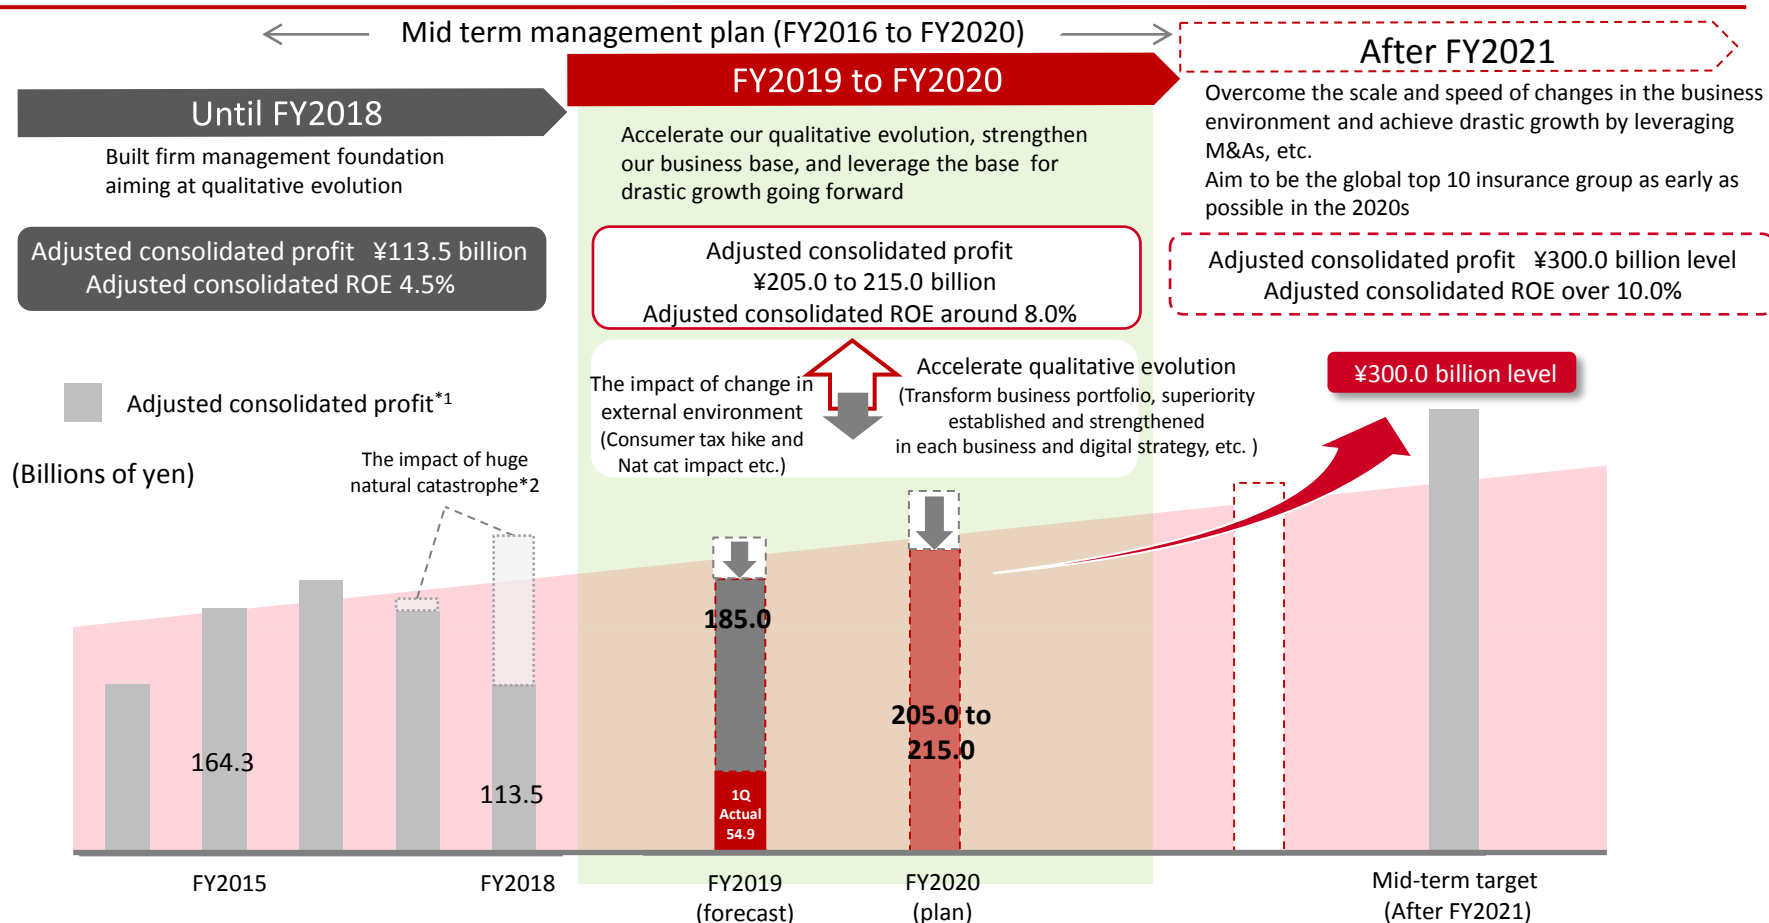 Mid term management plan (FY2016 to FY2020)
After FY2021
FY2019 to FY2020
Until FY2018
Built firm management foundation
aiming at qualitative evolution
Accelerate our qualitative evolution, strengthen
our business base, and leverage the base for
drastic growth going forward
Overcome the scale and speed of changes in the business
environment and achieve drastic growth by leveraging
M&As, etc.
Aim to be the global top 10 insurance group as early as
possible in the 2020s
Adjusted consolidated profit ¥113.5 billion
Adjusted consolidated ROE 4.5%
Adjusted consolidated profit
¥205.0 to 215.0 billion
Adjusted consolidated ROE around 8.0%
Adjusted consolidated profit ¥300.0 billion level
Adjusted consolidated ROE over 10.0%
The impact of change in
external environment
(Consumer tax hike and
Nat cat impact etc.)
Accelerate qualitative evolution
(Transform business portfolio, superiority
established and strengthened
in each business and digital strategy, etc. )
¥300.0 billion level
Adjusted consolidated profit*1
(Billions of yen)
The impact of huge
natural catastrophe*2
164.3
113.5
185.0
1Q
Actual
54.9
205.0 to
215.0
FY2015
FY2018
FY2019
(forecast)
FY2020
(plan)
Mid-term target
(After FY2021)